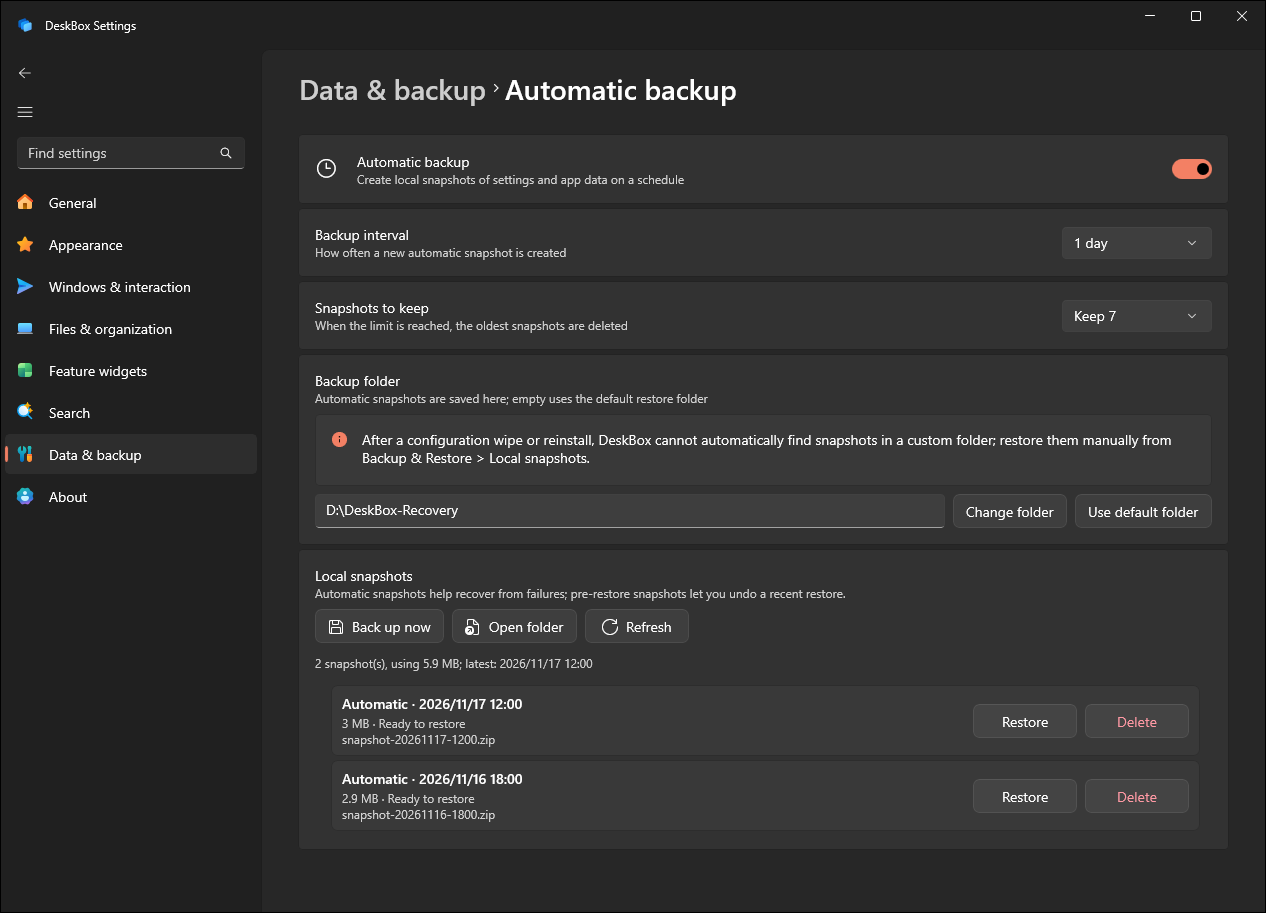 DeskBox Settings
Find settings
General
Appearance
Windows & interaction
Files & organization
Feature widgets
Search
Data & backup
About
Data & backup › Automatic backup
Automatic backup
Create local snapshots of settings and app data on a schedule
Backup interval
How often a new automatic snapshot is created
1 day
Snapshots to keep
When the limit is reached, the oldest snapshots are deleted
Keep 7
Backup folder
Automatic snapshots are saved here; empty uses the default restore folder
After a configuration wipe or reinstall, DeskBox cannot automatically find snapshots in a custom folder; restore them manually from
Backup & Restore > Local snapshots.
D:\DeskBox-Recovery
Change folder
Use default folder
Local snapshots
Automatic snapshots help recover from failures; pre-restore snapshots let you undo a recent restore.
Back up now
Open folder
Refresh
2 snapshot(s), using 5.9 MB; latest: 2026/11/17 12:00
Automatic · 2026/11/17 12:00
3 MB · Ready to restore
snapshot-20261117-1200.zip
Restore
Delete
Automatic · 2026/11/16 18:00
2.9 MB · Ready to restore
snapshot-20261116-1800.zip
Restore
Delete